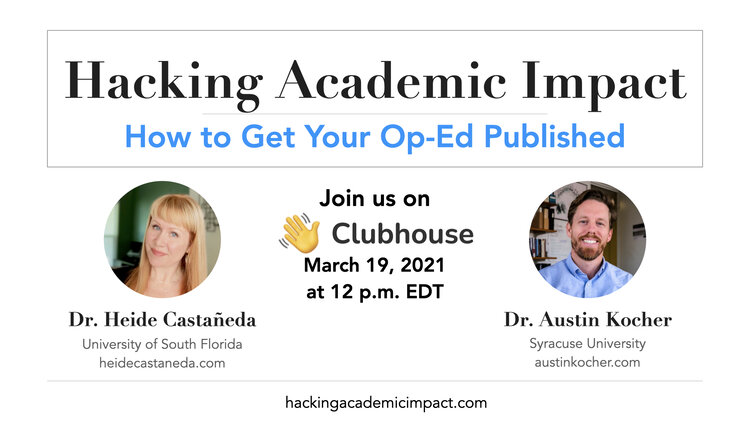 Hacking Academic Impact
How to Get Your Op-Ed Published
Join us on
Clubhouse
March 19, 2021
at 12 p.m. EDT
Dr. Heide Castañeda
University of South Florida
heidecastaneda.com
Dr. Austin Kocher
Syracuse University
austinkocher.com
hackingacademicimpact.com